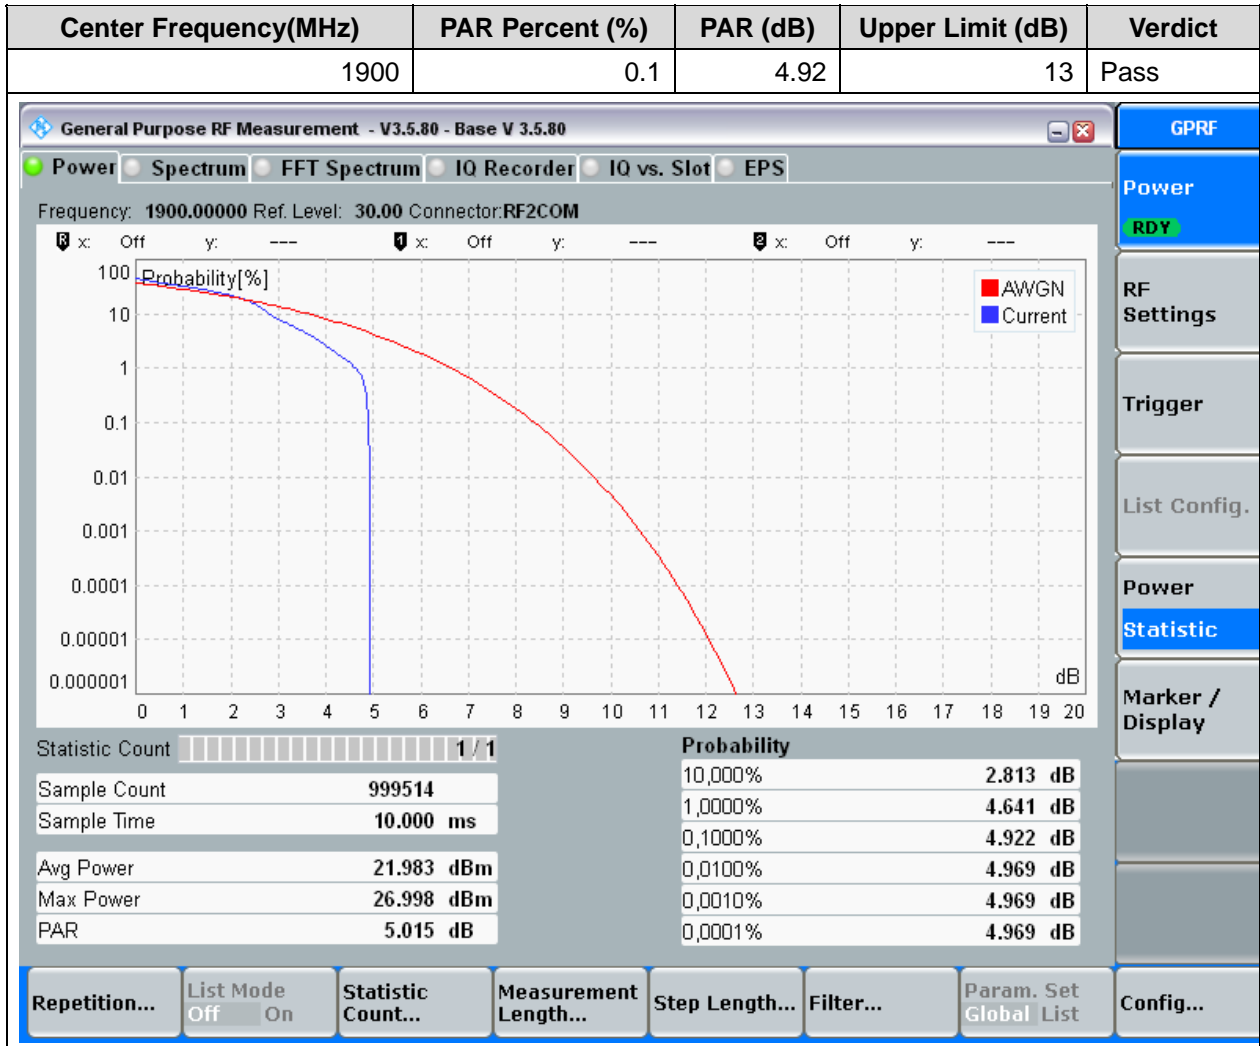 Center Frequency(MHz) PAR Percent (%) PAR (dB) Upper Limit (dB) Verdict
1900 0.1 4.92 13 Pass
General Purpose RF Measurement - V3.5.80 - Base V 3.5.80
GPRF
Power Spectrum FFT Spectrum IQ Recorder IQ vs. Slot EPS
Power
RDY
Frequency: 1900.00000 Ref. Level: 30.00 Connector:RF2COM
R x: Off y: --- 1 x: Off y: --- 2 x: Off y: ---
Probability[%]
AWGN
Current
100
10
1
0.1
0.01
0.001
0.0001
0.00001
0.000001
dB
0 1 2 3 4 5 6 7 8 9 10 11 12 13 14 15 16 17 18 19 20
RF
Settings
Trigger
List Config.
Power
Statistic
Marker /
Display
Statistic Count 1 / 1
Sample Count 999514
Sample Time 10.000 ms
Avg Power 21.983 dBm
Max Power 26.998 dBm
PAR 5.015 dB
Probability
10,000% 2.813 dB
1,0000% 4.641 dB
0,1000% 4.922 dB
0,0100% 4.969 dB
0,0010% 4.969 dB
0,0001% 4.969 dB
Repetition...
List Mode
Off On
Statistic
Count...
Measurement
Length...
Step Length...
Filter...
Param. Set
Global List
Config...